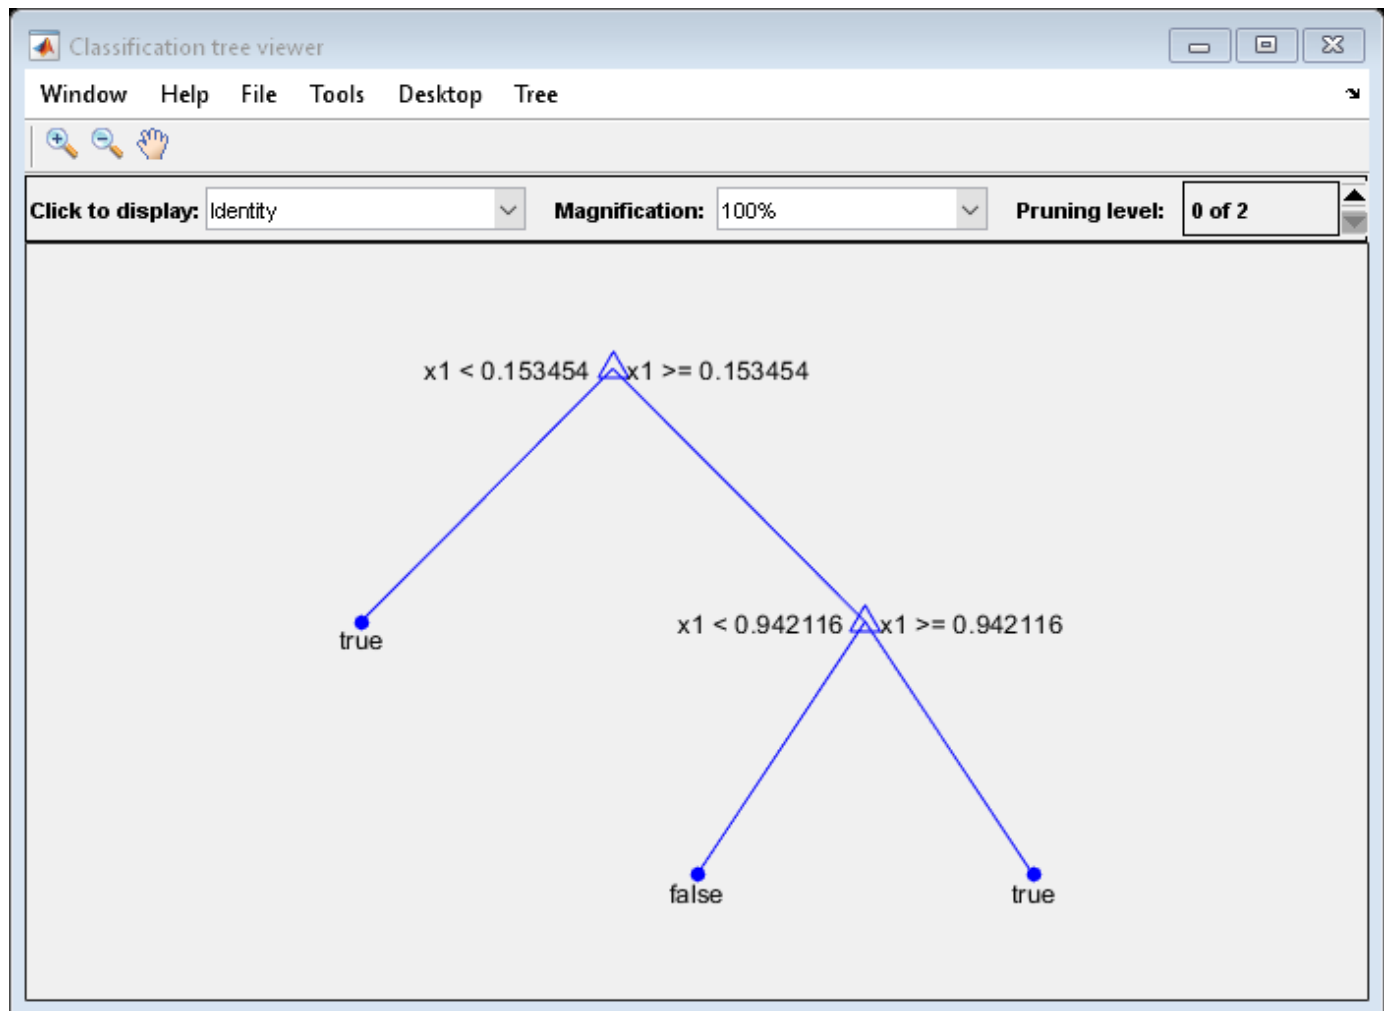 Classification tree viewer
Window Help File Tools Desktop Tree
Click to display: Identity Magnification: 100% Pruning level: 0 of 2
x1 < 0.153454 x1 >= 0.153454
true
x1 < 0.942116 x1 >= 0.942116
false true